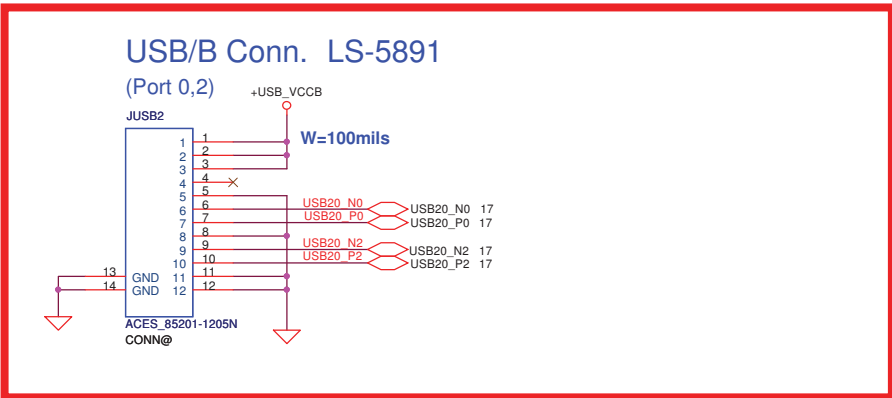 USB/B Conn. LS-5891
(Port 0,2)
+USB_VCCB
JUSB2
W=100mils
1 1
2 2
3 3
4 4
5 5
6 6 USB20_N0 USB20_N0 17
7 7 USB20_P0 USB20_P0 17
8 8
9 9 USB20_N2 USB20_N2 17
10 10 USB20_P2 USB20_P2 17
13 GND 11 11
14 GND 12 12
ACES_85201-1205N
CONN@